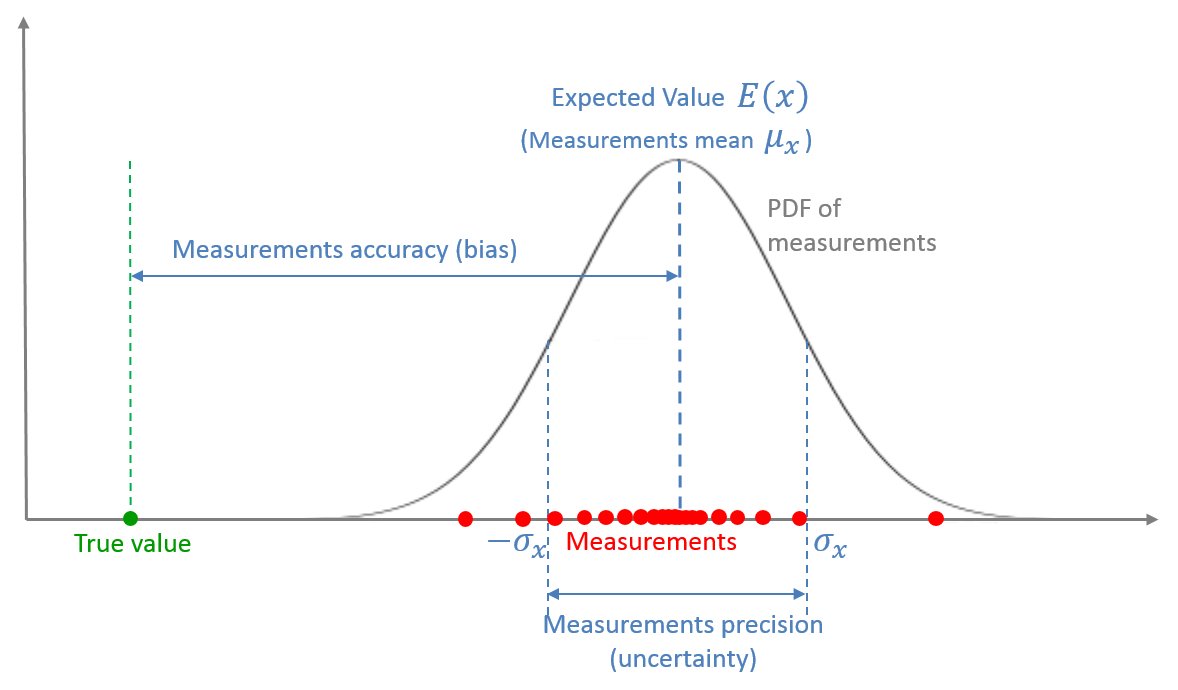 Expected Value E(x)
(Measurements mean μₓ)
PDF of
measurements
Measurements accuracy (bias)
True value
−σₓ
Measurements
σₓ
Measurements precision
(uncertainty)